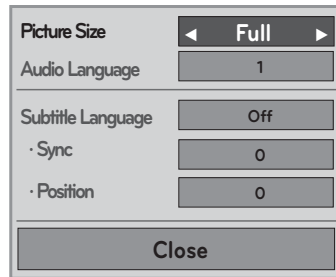 Picture Size ◄ Full ►
Audio Language 1
Subtitle Language Off
· Sync 0
· Position 0
Close